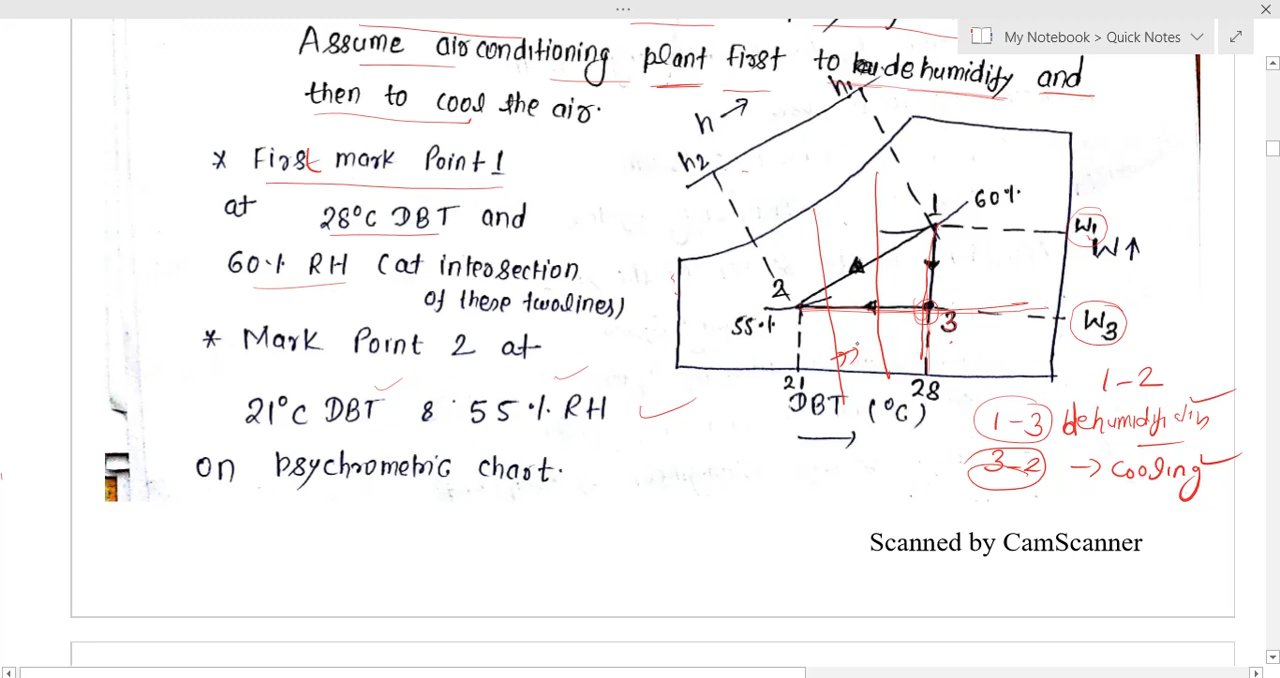 My Notebook > Quick Notes
Assume air conditioning plant first to dehumidify and
then to cool the air.
* First mark Point 1
at 28°C DBT and
60% RH (at intersection
of these two lines)
* Mark Point 2 at
21°C DBT & 55% RH
on psychrometric chart.
h →
h1
h2
1
60%
W1
W ↑
2
55%
3
W3
21
28
DBT (°C)
1-2
1-3 dehumidification
3-2 → cooling
Scanned by CamScanner